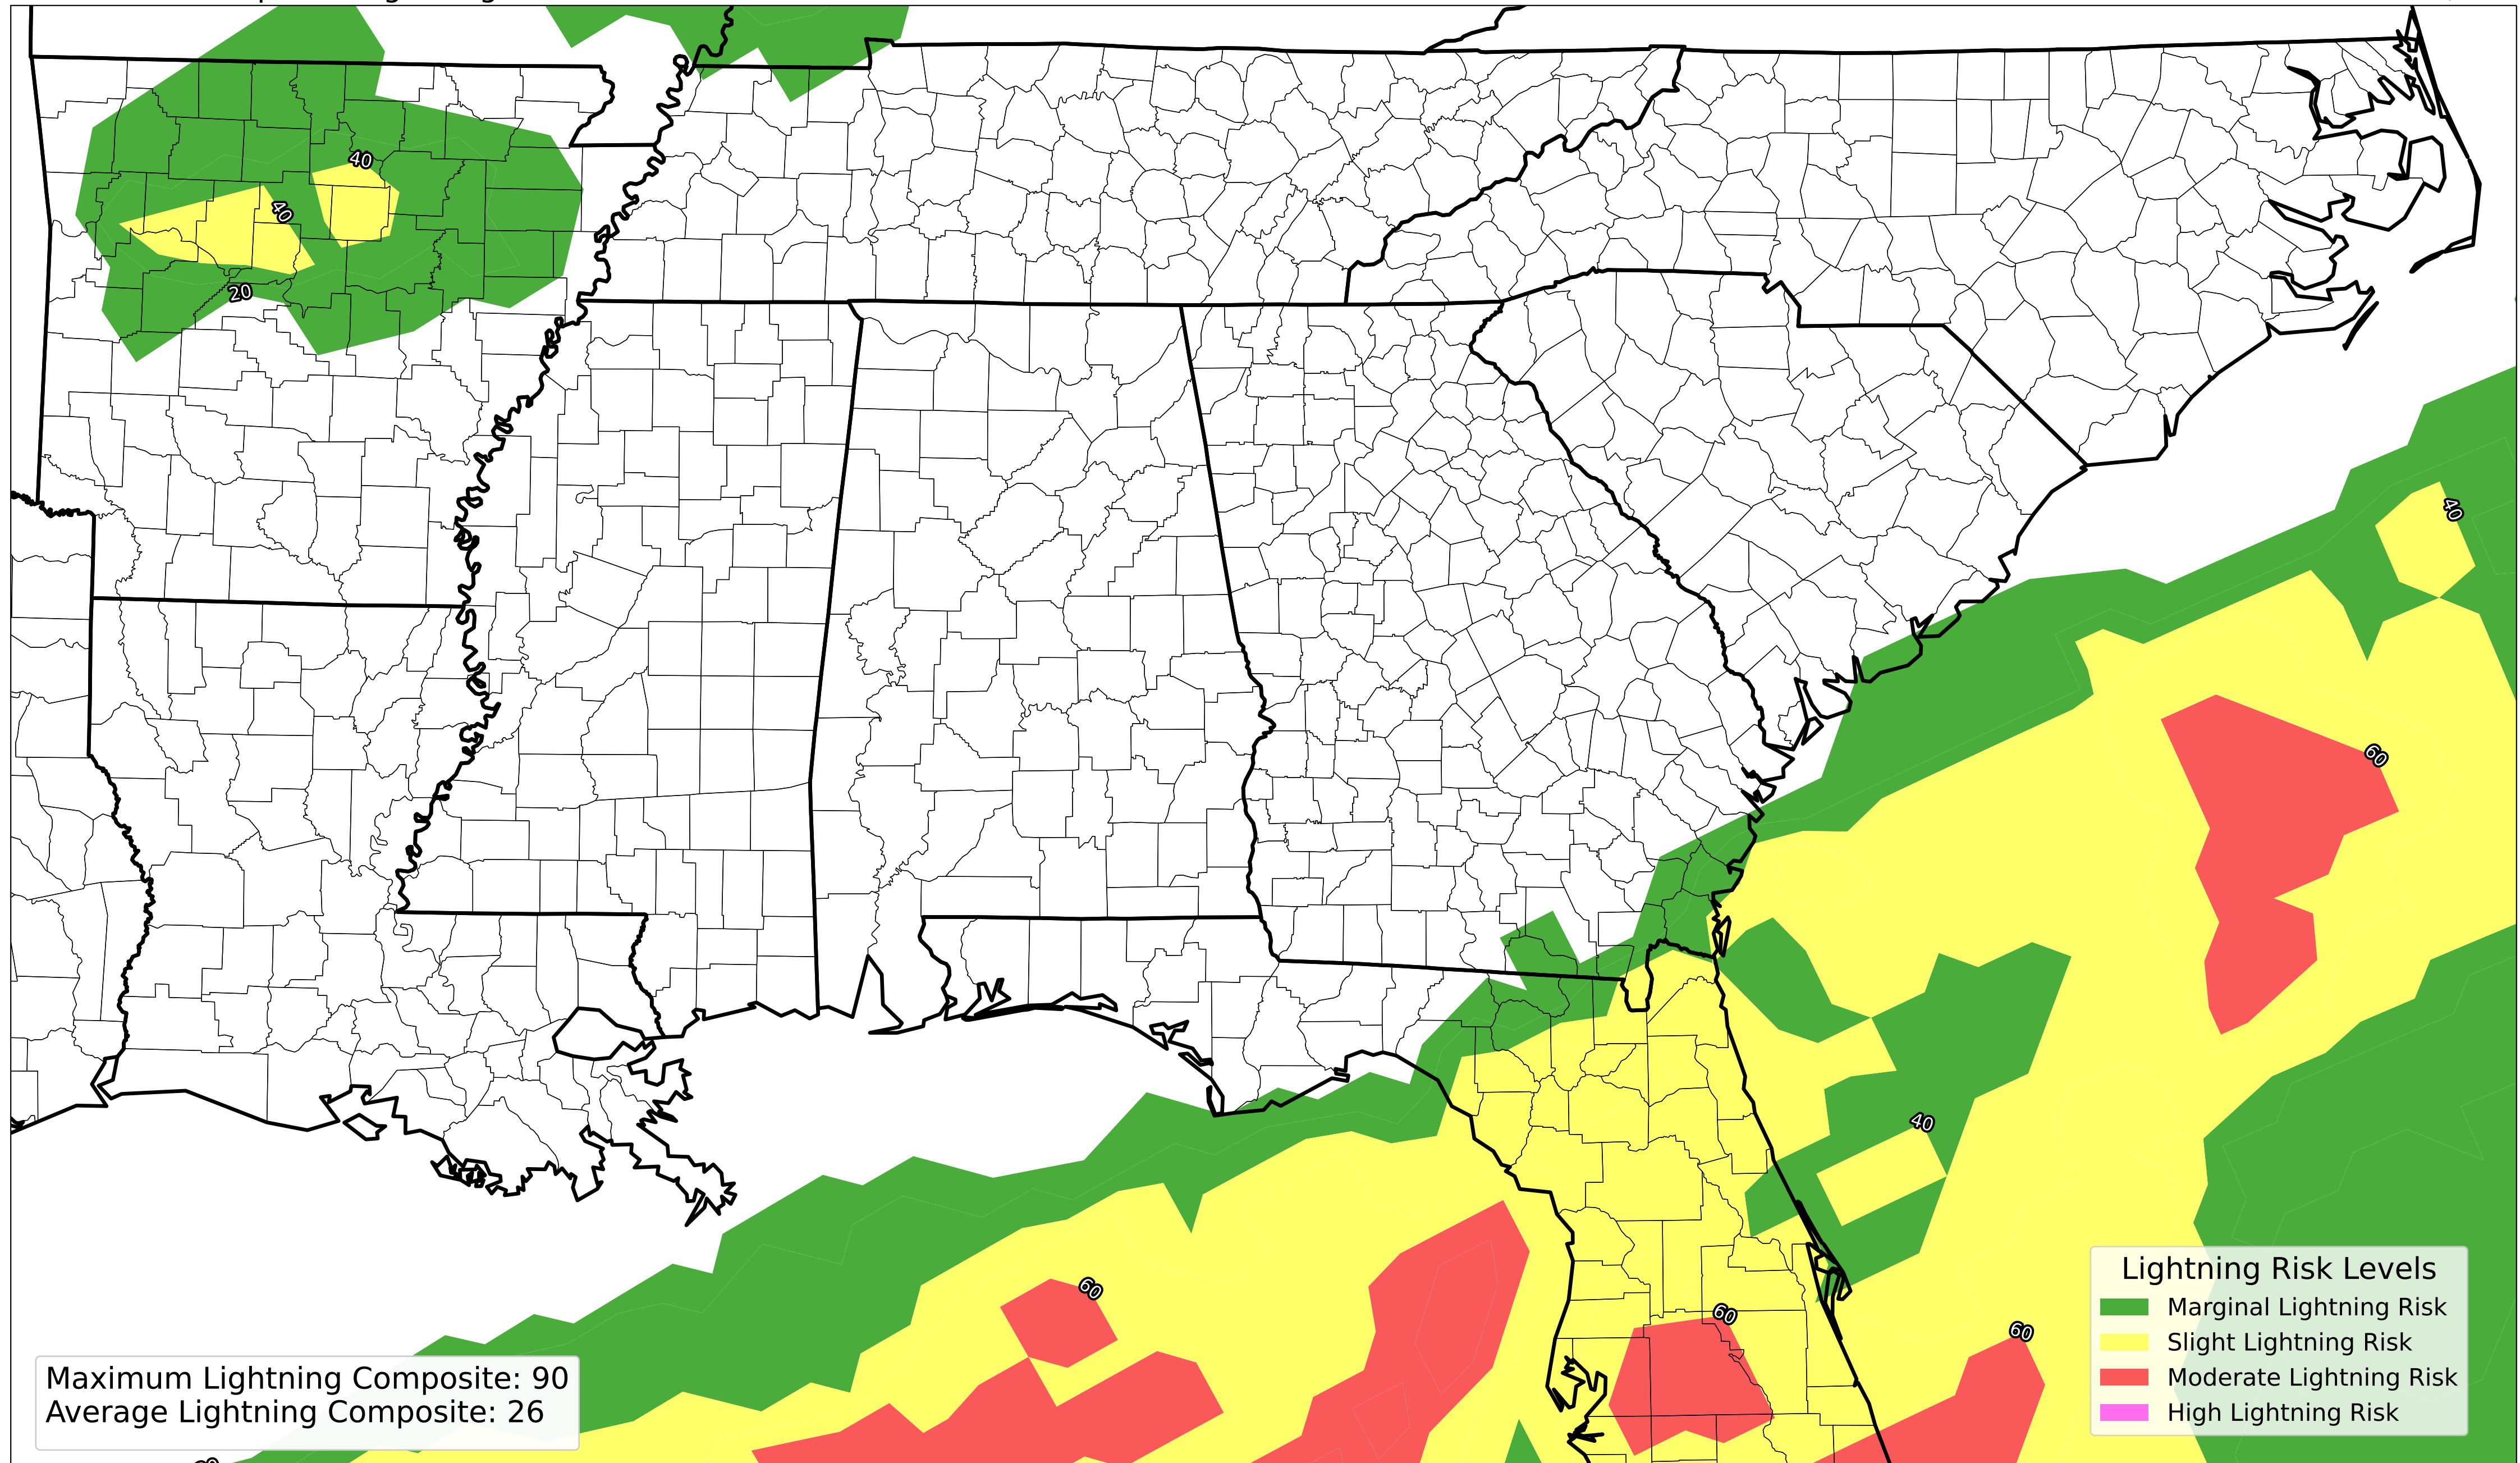 40
40
20
40
60
40
60
60
60
Lightning Risk Levels
Marginal Lightning Risk
Slight Lightning Risk
Moderate Lightning Risk
High Lightning Risk
Maximum Lightning Composite: 90
Average Lightning Composite: 26